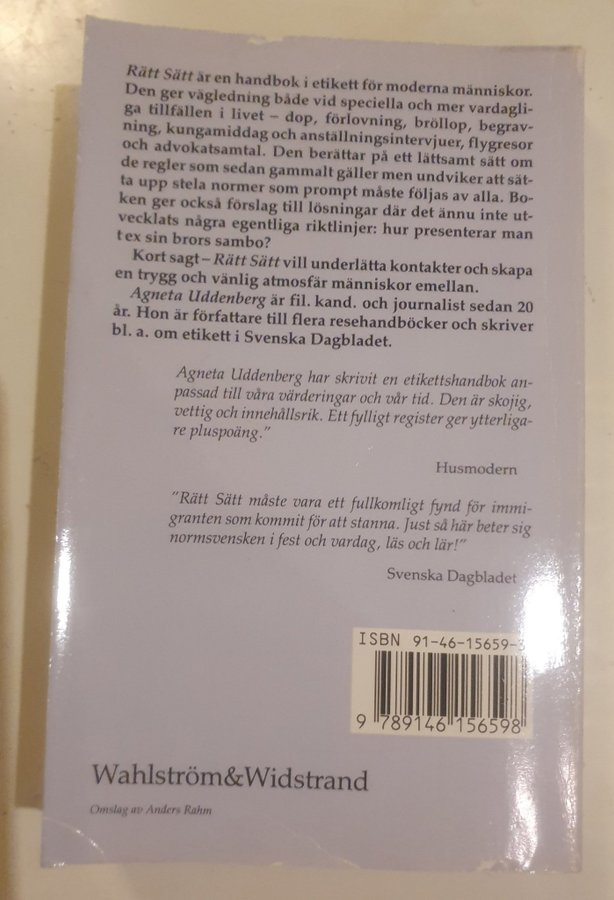 Rätt Sätt är en handbok i etikett för moderna människor.
Den ger vägledning både vid speciella och mer vardagli-
ga tillfällen i livet – dop, förlovning, bröllop, begrav-
ning, kungamiddag och anställningsintervjuer, flygresor
och advokatsamtal. Den berättar på ett lättsamt sätt om
de regler som sedan gammalt gäller men undviker att sät-
ta upp stela normer som prompt måste följas av alla. Bo-
ken ger också förslag till lösningar där det ännu inte ut-
vecklats några egentliga riktlinjer: hur presenterar man
t ex sin brors sambo?
Kort sagt – Rätt Sätt vill underlätta kontakter och skapa
en trygg och vänlig atmosfär människor emellan.
Agneta Uddenberg är fil. kand. och journalist sedan 20
år. Hon är författare till flera resehandböcker och skriver
bl. a. om etikett i Svenska Dagbladet.
Agneta Uddenberg har skrivit en etikettshandbok an-
passad till våra värderingar och vår tid. Den är skojig,
vettig och innehållsrik. Ett fylligt register ger ytterliga-
re pluspoäng."
Husmodern
"Rätt Sätt måste vara ett fullkomligt fynd för immi-
granten som kommit för att stanna. Just så här beter sig
normsvensken i fest och vardag, läs och lär!"
Svenska Dagbladet
ISBN 91-46-15659-3
9 789146 156598
Wahlström&Widstrand
Omslag av Anders Rahm